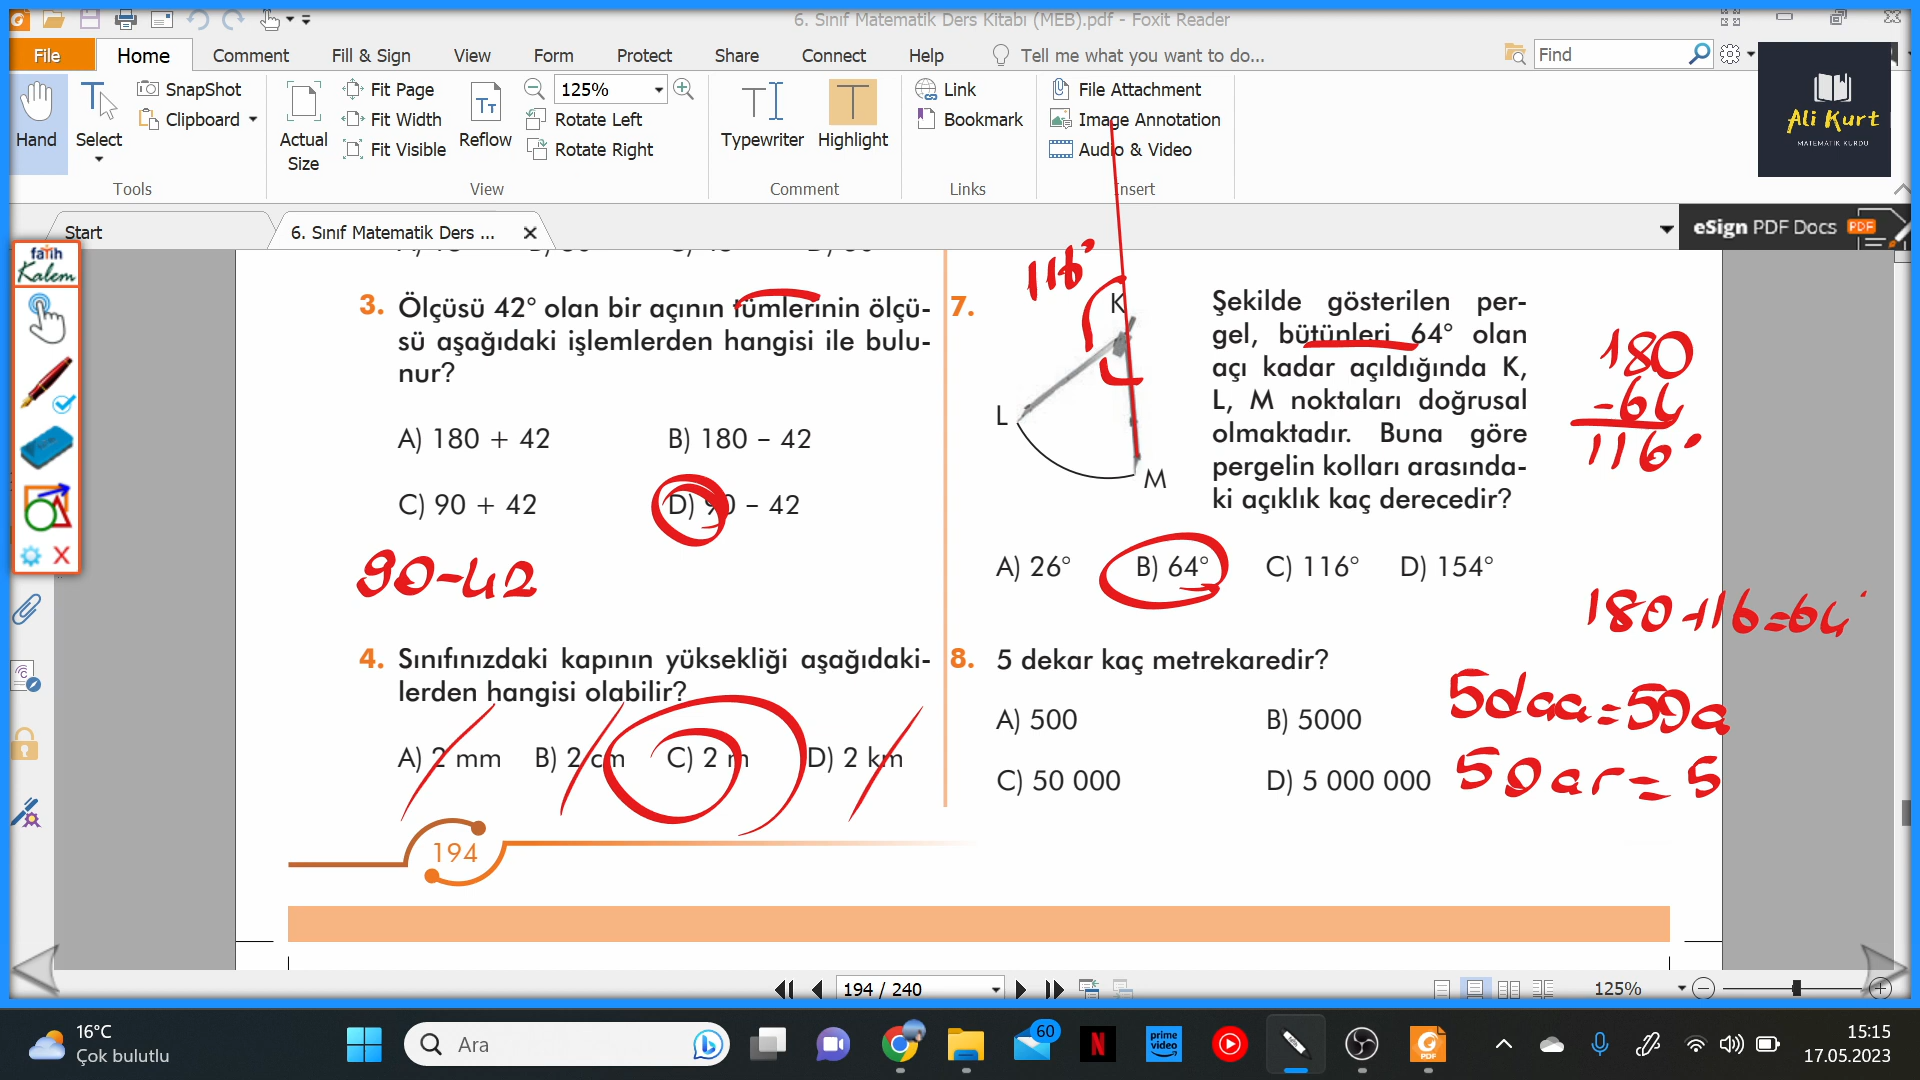 6. Sınıf Matematik Ders Kitabı (MEB).pdf - Foxit Reader
File Home Comment Fill & Sign View Form Protect Share Connect Help Tell me what you want to do... Find
Hand
Select
SnapShot
Clipboard
Tools
Actual Size
Fit Page
Fit Width
Fit Visible
Reflow
125%
Rotate Left
Rotate Right
View
Typewriter
Highlight
Comment
Link
Bookmark
Links
File Attachment
Image Annotation
Audio & Video
Insert
Ali Kurt
MATEMATİK KURDU
Start
6. Sınıf Matematik Ders ...
eSign PDF Docs PDF
fatih
Kalem
3. Ölçüsü 42° olan bir açının tümlerinin ölçü-
sü aşağıdaki işlemlerden hangisi ile bulu-
nur?
A) 180 + 42 B) 180 – 42
C) 90 + 42 D) 90 – 42
90-42
4. Sınıfınızdaki kapının yüksekliği aşağıdaki-
lerden hangisi olabilir?
A) 2 mm B) 2 cm C) 2 m D) 2 km
194
7.
116°
K
L
M
Şekilde gösterilen per-
gel, bütünleri 64° olan
açı kadar açıldığında K,
L, M noktaları doğrusal
olmaktadır. Buna göre
pergelin kolları arasında-
ki açıklık kaç derecedir?
180
-64
116°
A) 26° B) 64° C) 116° D) 154°
180-116=64°
8. 5 dekar kaç metrekaredir?
A) 500 B) 5000
C) 50 000 D) 5 000 000
5daa=50a
50ar=5
194 / 240
125%
16°C
Çok bulutlu
Ara
60
prime video
PDF
15:15
17.05.2023